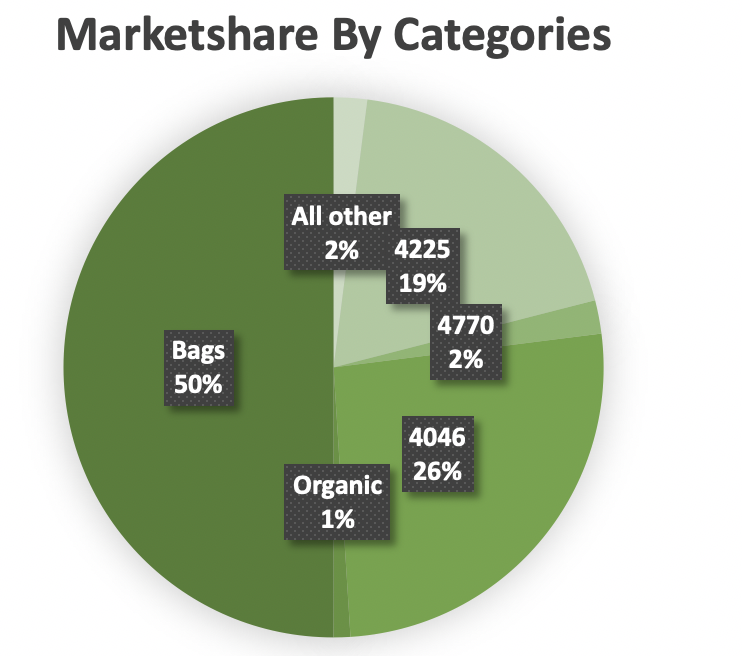 Marketshare By Categories
All other
2%
4225
19%
4770
2%
Bags
50%
4046
26%
Organic
1%